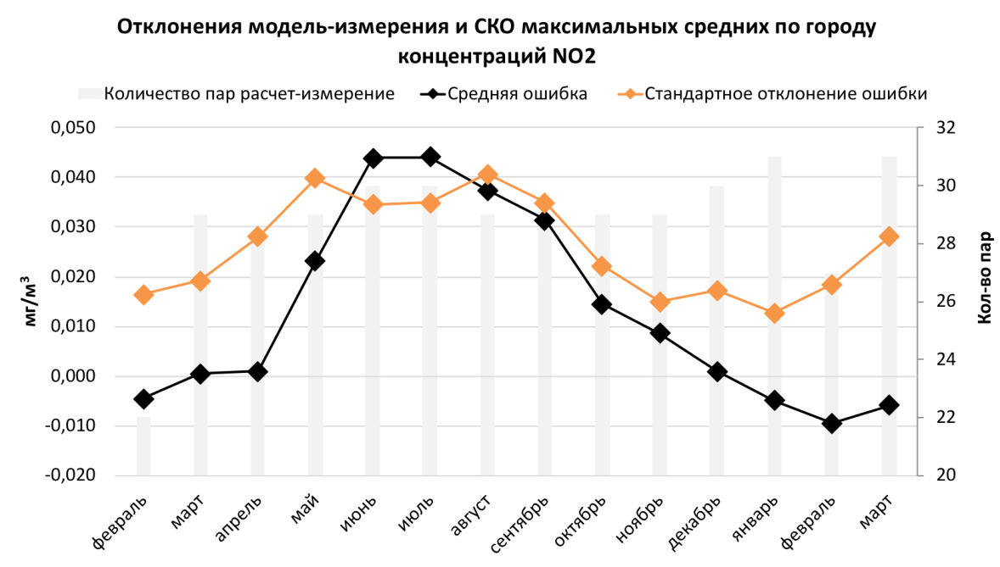 Отклонения модель-измерения и СКО максимальных средних по городу
концентраций NO2
Количество пар расчет-измерение Средняя ошибка Стандартное отклонение ошибки
0,050
0,040
0,030
0,020
0,010
0,000
-0,010
-0,020
мг/м³
32
30
28
26
24
22
20
Кол-во пар
февраль
март
апрель
май
июнь
июль
август
сентябрь
октябрь
ноябрь
декабрь
январь
февраль
март